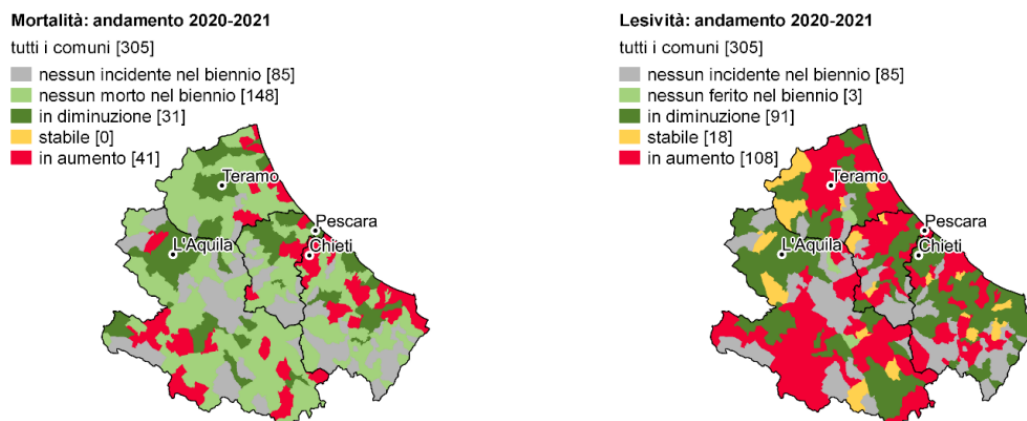 Mortalità: andamento 2020-2021
tutti i comuni [305]
nessun incidente nel biennio [85]
nessun morto nel biennio [148]
in diminuzione [31]
stabile [0]
in aumento [41]
Teramo
Pescara
L'Aquila
Chieti
Lesività: andamento 2020-2021
tutti i comuni [305]
nessun incidente nel biennio [85]
nessun ferito nel biennio [3]
in diminuzione [91]
stabile [18]
in aumento [108]
Teramo
Pescara
L'Aquila
Chieti